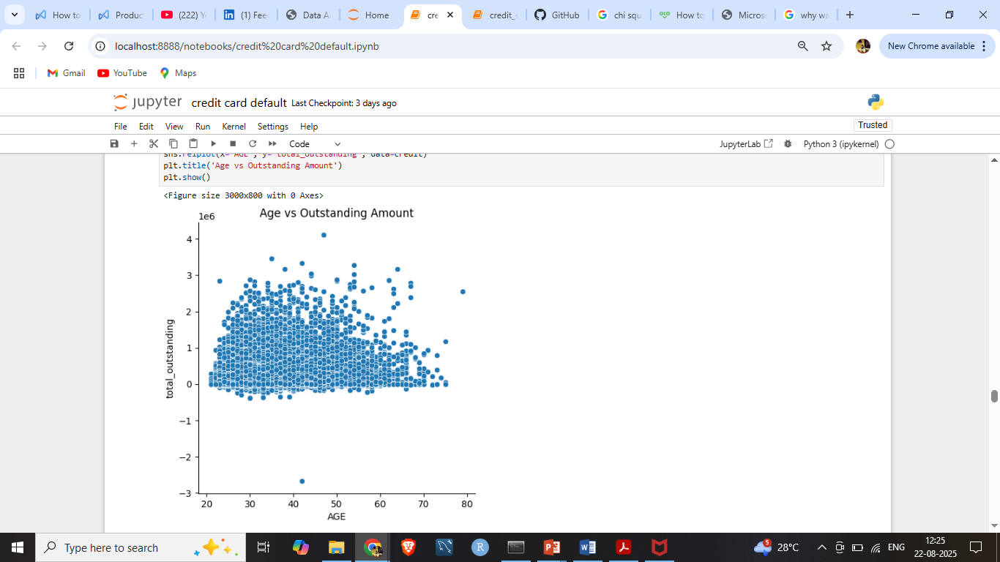 How to
Produc
(222) Y
(1) Fee
Data A
Home
cre
credit_
GitHub
chi squ
OLO How to
Micros
why wa
localhost:8888/notebooks/credit%20card%20default.ipynb
New Chrome available
Gmail
YouTube
Maps
jupyter credit card default Last Checkpoint: 3 days ago
File Edit View Run Kernel Settings Help
Trusted
Code
JupyterLab
Python 3 (ipykernel)
sns.relplot(x='AGE', y='total_outstanding', data=credit)
plt.title('Age vs Outstanding Amount')
plt.show()
<Figure size 3000x800 with 0 Axes>
Age vs Outstanding Amount
1e6
4
3
2
1
0
−1
−2
−3
total_outstanding
20 30 40 50 60 70 80
AGE
Type here to search
R
5
28°C
ENG
12:25
22-08-2025